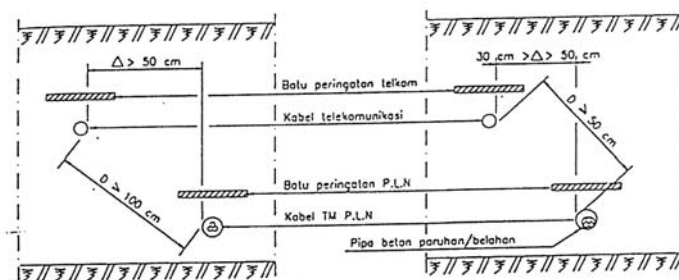 Δ > 50 cm
30 cm >Δ> 50 cm
Batu peringatan telkom
Kabel telekomunikasi
D > 50 cm
D > 100 cm
Batu peringatan P.L.N
Kabel TM P.L.N
Pipa beton paruhan/belahan